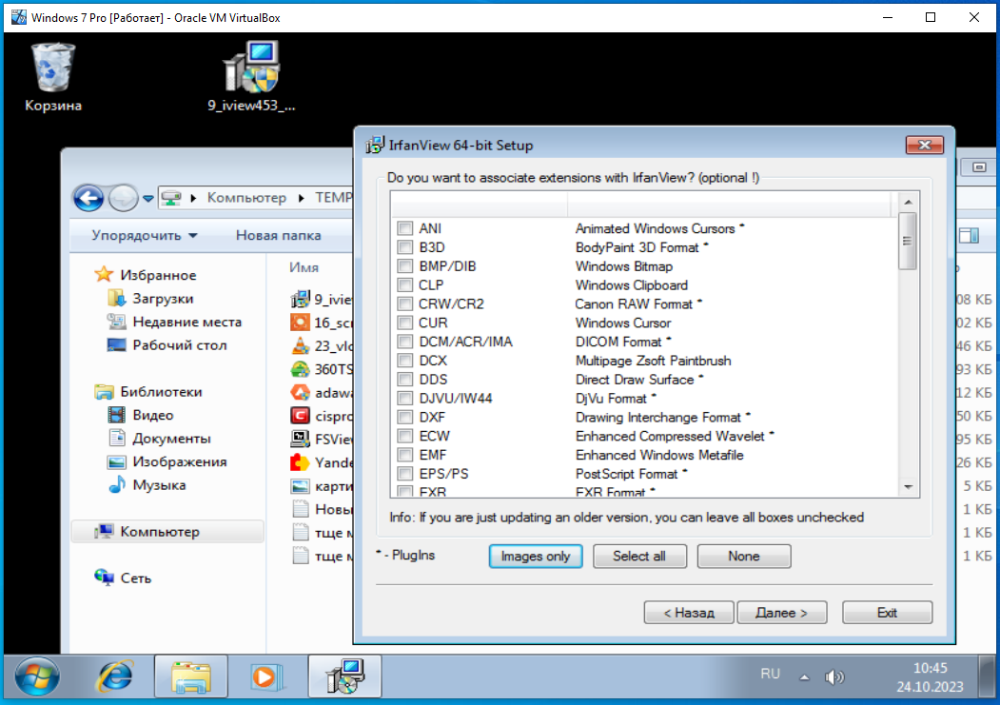 Windows 7 Pro [Работает] - Oracle VM VirtualBox
Корзина
9_iview453_...
Компьютер
TEMP
Упорядочить
Новая папка
Имя
Избранное
Загрузки
Недавние места
Рабочий стол
Библиотеки
Видео
Документы
Изображения
Музыка
Компьютер
Сеть
9_ivie
16_scr
23_vlc
360TS
adawa
cispro
FSView
Yande
карти
Новы
тще м
тще м
08 КБ
02 КБ
46 КБ
93 КБ
12 КБ
50 КБ
95 КБ
26 КБ
5 КБ
1 КБ
1 КБ
1 КБ
IrfanView 64-bit Setup
Do you want to associate extensions with IrfanView? (optional !)
ANI Animated Windows Cursors *
B3D BodyPaint 3D Format *
BMP/DIB Windows Bitmap
CLP Windows Clipboard
CRW/CR2 Canon RAW Format *
CUR Windows Cursor
DCM/ACR/IMA DICOM Format *
DCX Multipage Zsoft Paintbrush
DDS Direct Draw Surface *
DJVU/IW44 DjVu Format *
DXF Drawing Interchange Format *
ECW Enhanced Compressed Wavelet *
EMF Enhanced Windows Metafile
EPS/PS PostScript Format *
EXR EXR Format *
Info: If you are just updating an older version, you can leave all boxes unchecked
* - PlugIns
Images only
Select all
None
< Назад
Далее >
Exit
RU
10:45
24.10.2023